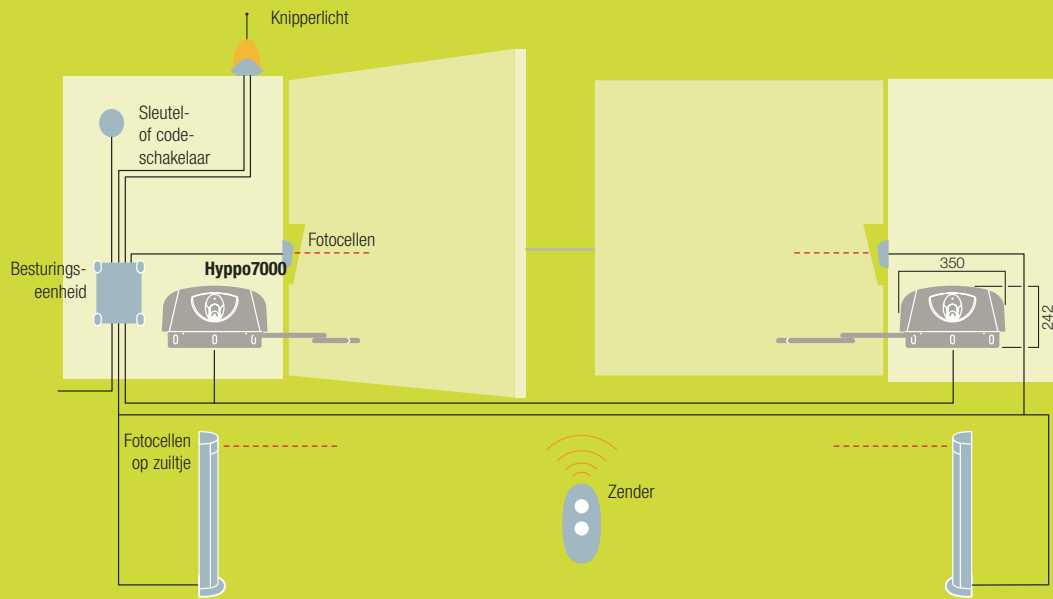 Knipperlicht
Sleutel-
of code-
schakelaar
Fotocellen
Besturings-
eenheid
Hyppo7000
350
242
Fotocellen
op zuiltje
Zender